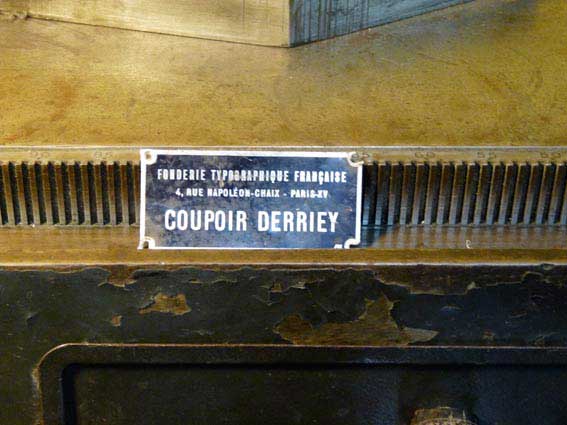 FONDERIE TYPOGRAPHIQUE FRANÇAISE
4, RUE NAPOLÉON-CHAIX - PARIS-XV
COUPOIR DERRIEY